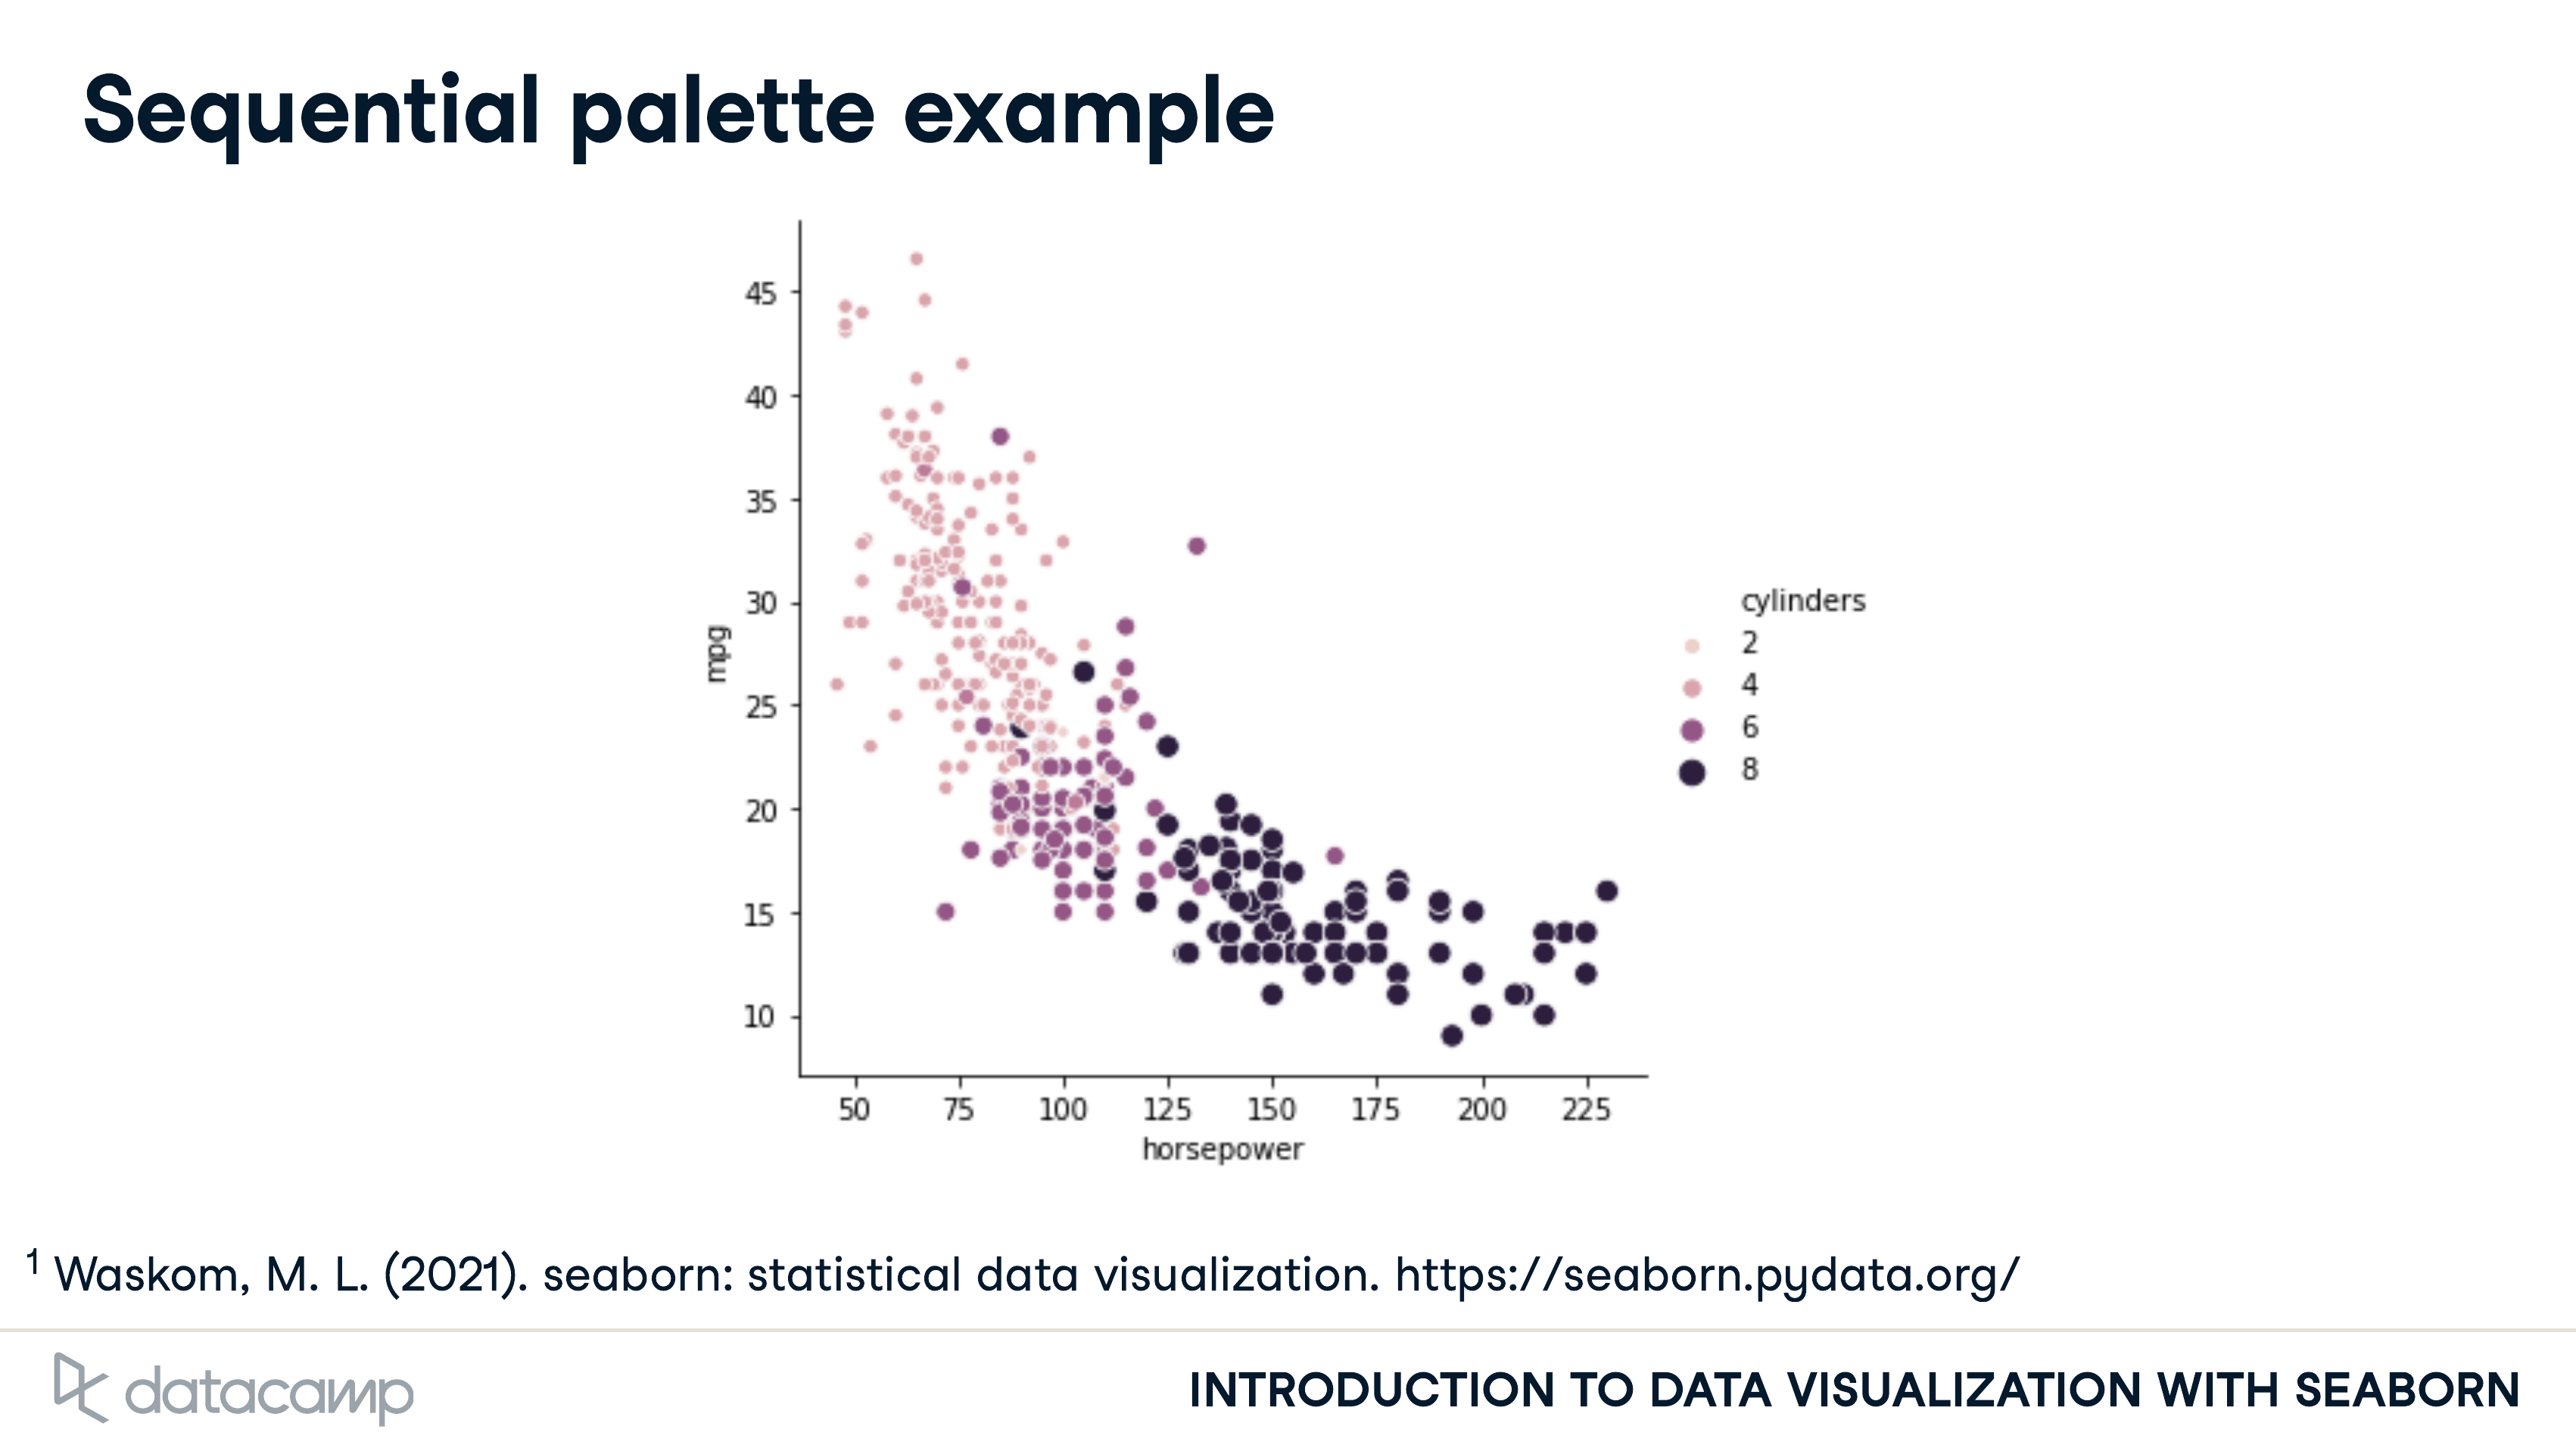 Sequential palette example
45
40
35
30
25
20
15
10
mpg
50 75 100 125 150 175 200 225
horsepower
cylinders
2
4
6
8
1 Waskom, M. L. (2021). seaborn: statistical data visualization. https://seaborn.pydata.org/
datacamp
INTRODUCTION TO DATA VISUALIZATION WITH SEABORN